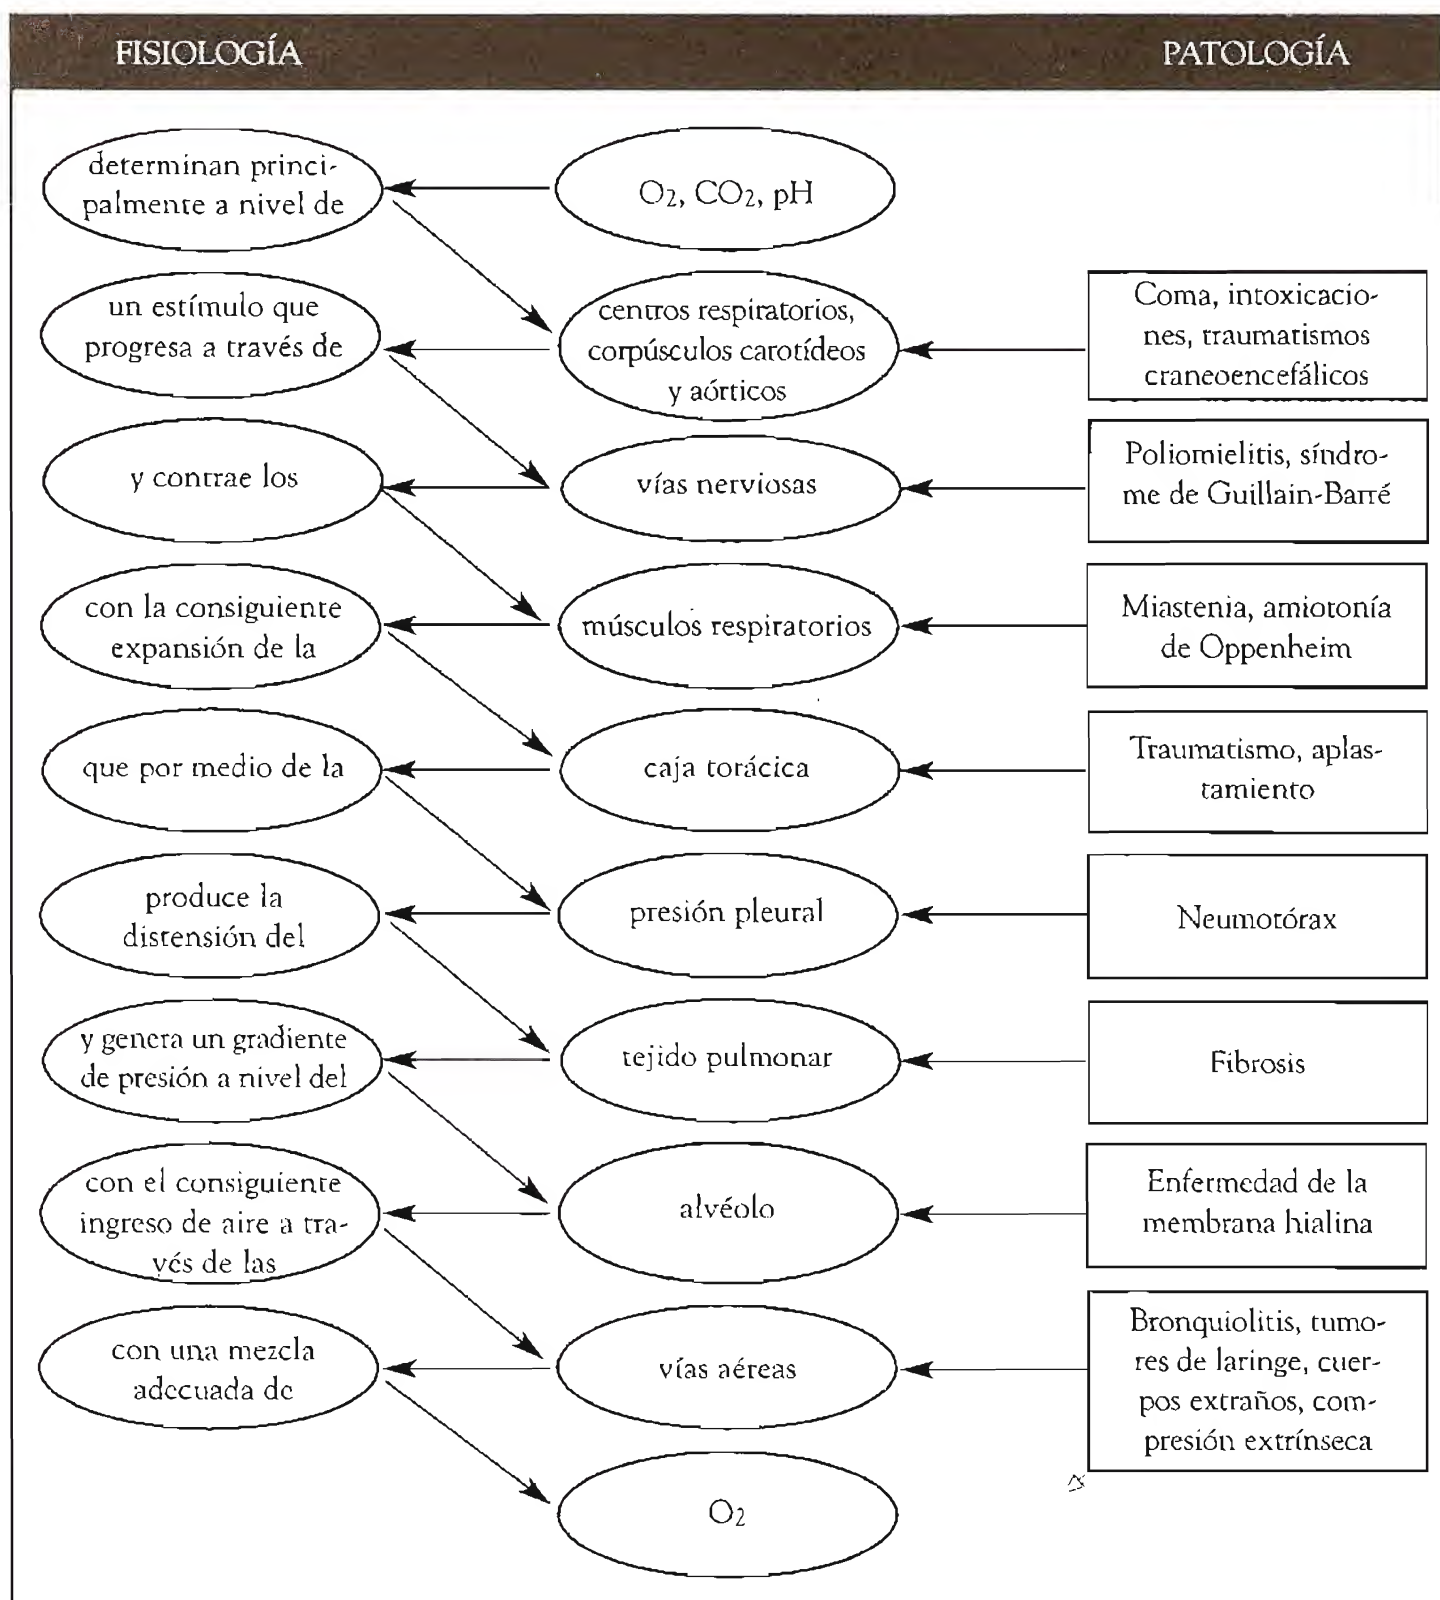 FISIOLOGÍA
PATOLOGÍA
determinan princi-
palmente a nivel de
O2, CO2, pH
un estímulo que
progresa a través de
centros respiratorios,
corpúsculos carotídeos
y aórticos
Coma, intoxicacio-
nes, traumatismos
craneoencefálicos
y contrae los
vías nerviosas
Poliomielitis, síndro-
me de Guillain-Barré
con la consiguiente
expansión de la
músculos respiratorios
Miastenia, amiotonía
de Oppenheim
que por medio de la
caja torácica
Traumatismo, aplas-
tamiento
produce la
distensión del
presión pleural
Neumotórax
y genera un gradiente
de presión a nivel del
tejido pulmonar
Fibrosis
con el consiguiente
ingreso de aire a tra-
vés de las
alvéolo
Enfermedad de la
membrana hialina
con una mezcla
adecuada de
vías aéreas
Bronquiolitis, tumo-
res de laringe, cuer-
pos extraños, com-
presión extrínseca
O2